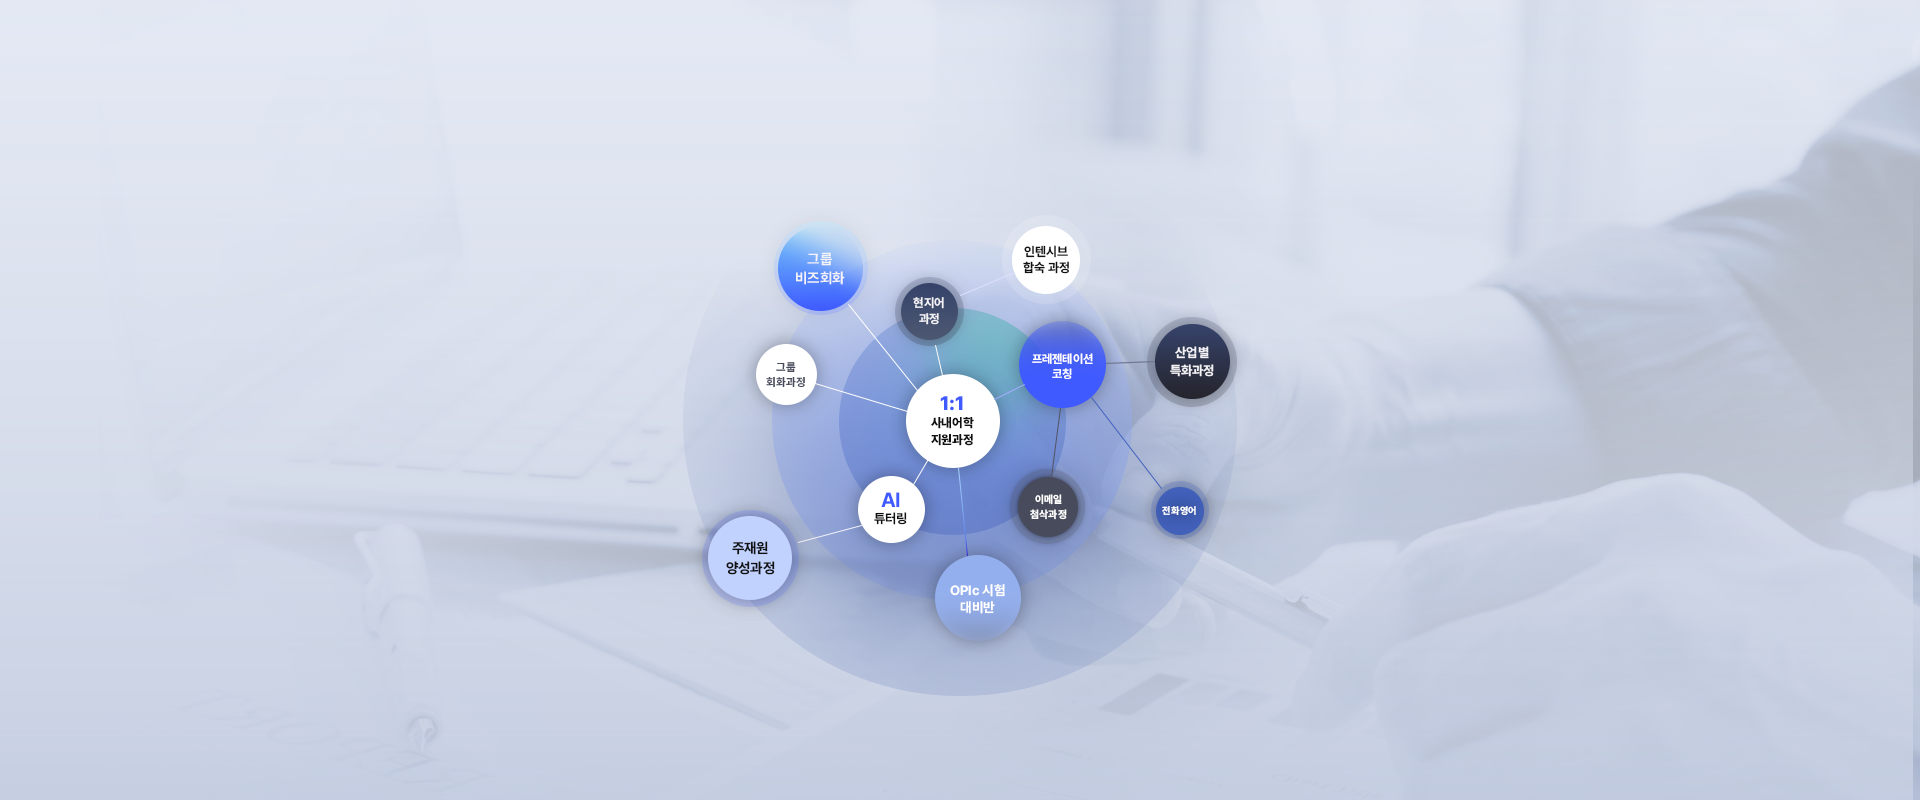 그룹
비즈회화
인텐시브
합숙 과정
현지어
과정
프레젠테이션
코칭
산업별
특화과정
그룹
회화과정
1:1
사내어학
지원과정
AI
튜터링
이메일
첨삭과정
전화영어
주재원
양성과정
OPIc 시험
대비반